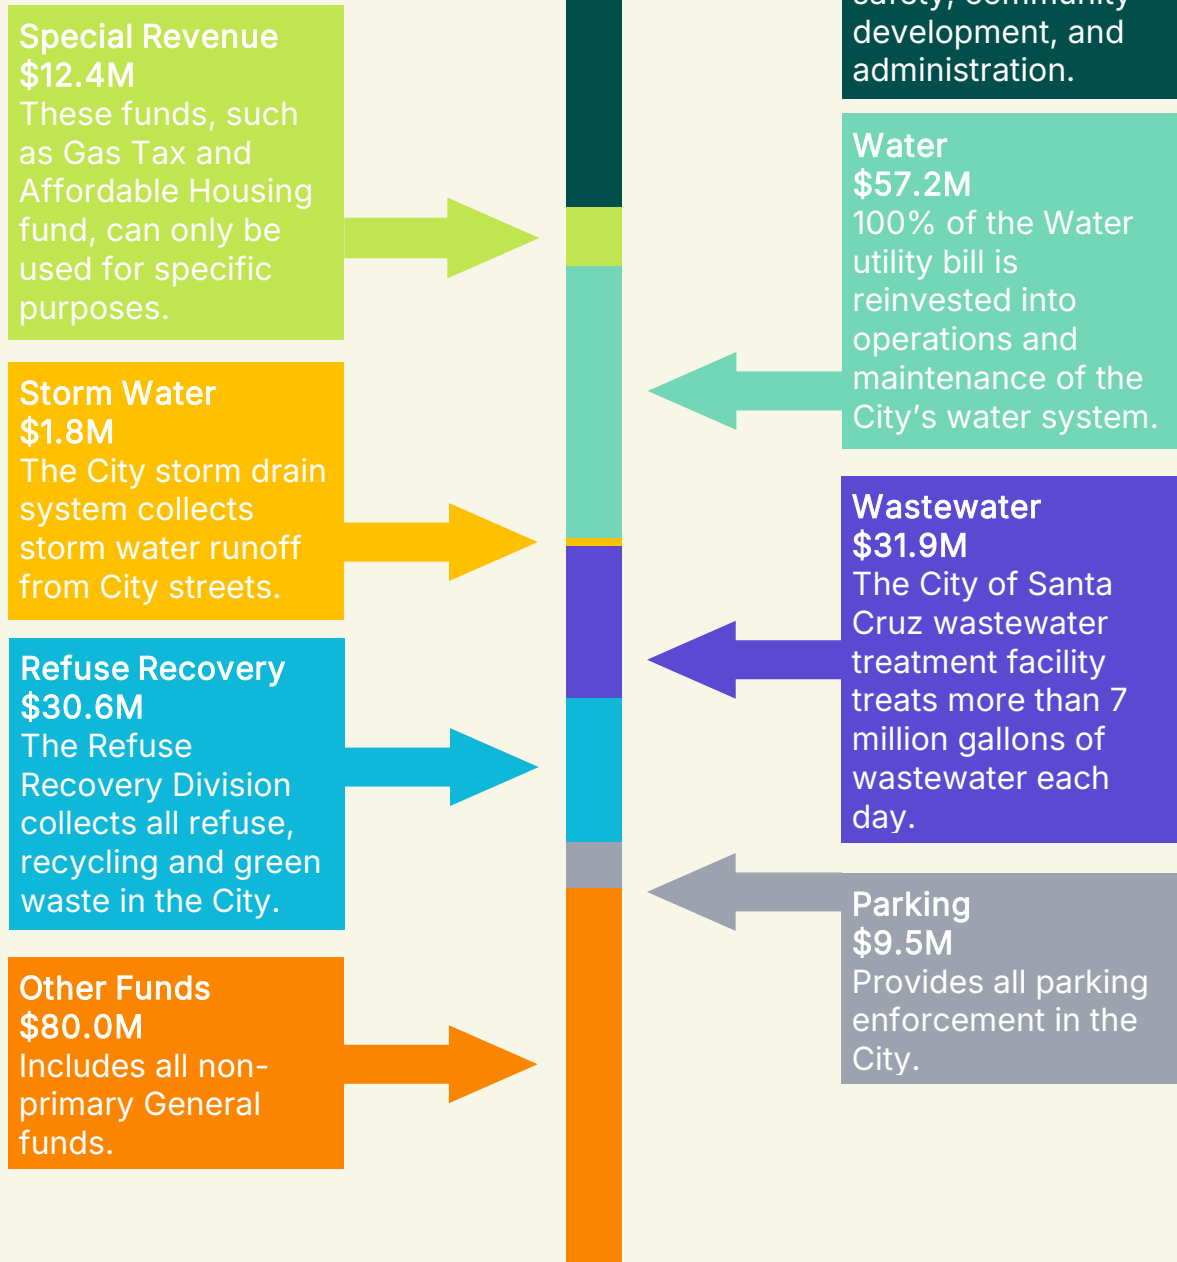 Special Revenue
$12.4M
These funds, such
as Gas Tax and
Affordable Housing
fund, can only be
used for specific
purposes.
Storm Water
$1.8M
The City storm drain
system collects
storm water runoff
from City streets.
Refuse Recovery
$30.6M
The Refuse
Recovery Division
collects all refuse,
recycling and green
waste in the City.
Other Funds
$80.0M
Includes all non-
primary General
funds.
safety, community
development, and
administration.
Water
$57.2M
100% of the Water
utility bill is
reinvested into
operations and
maintenance of the
City’s water system.
Wastewater
$31.9M
The City of Santa
Cruz wastewater
treatment facility
treats more than 7
million gallons of
wastewater each
day.
Parking
$9.5M
Provides all parking
enforcement in the
City.